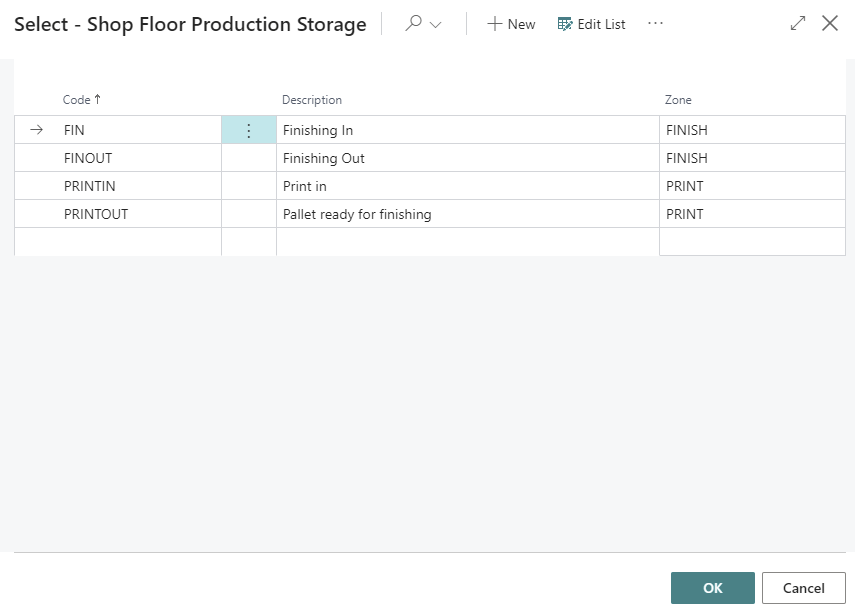 Select - Shop Floor Production Storage New Edit List
Code ↑ Description Zone
FIN Finishing In FINISH
FINOUT Finishing Out FINISH
PRINTIN Print in PRINT
PRINTOUT Pallet ready for finishing PRINT
OK Cancel